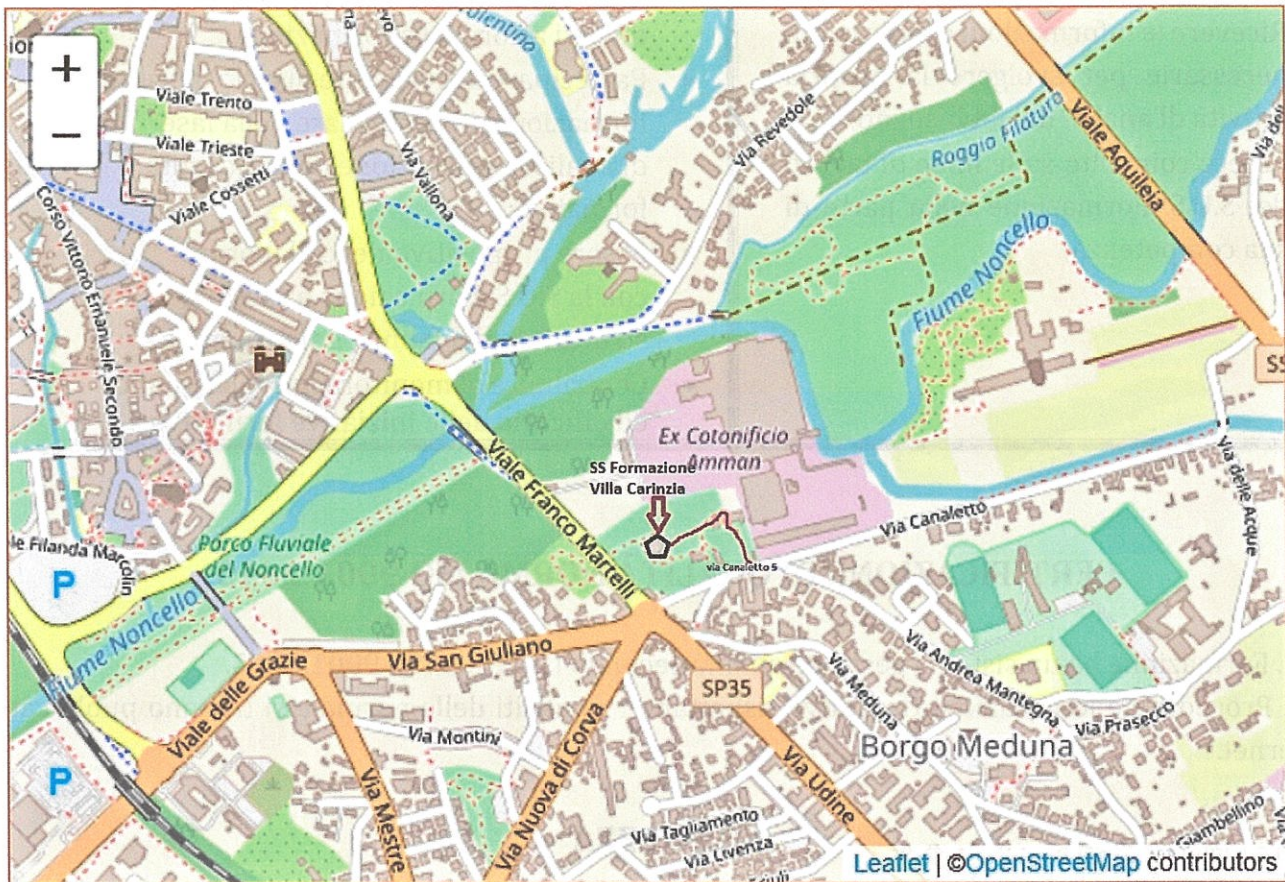 +
−
Viale Trento
Viale Trieste
Viale Cossetti
Corso Vittorio Emanuele Secondo
Via Vallona
Via Revedole
Roggia Filatura
Viale Aquileia
Fiume Noncello
Ex Cotonificio
Amman
SS Formazione
Villa Carinzia
via Canaletto 5
Viale Franco Martelli
Via Canaletto
Via delle Acque
Parco Fluviale
del Noncello
Fiume Noncello
P
P
Viale delle Grazie
Via San Giuliano
SP35
Via Meduna
Via Andrea Mantegna
Via Prasecco
Borgo Meduna
Via Montini
Via Mestre
Via Nuova di Corva
Via Udine
Via Tagliamento
Via Livenza
Giambellino
Leaflet | ©OpenStreetMap contributors